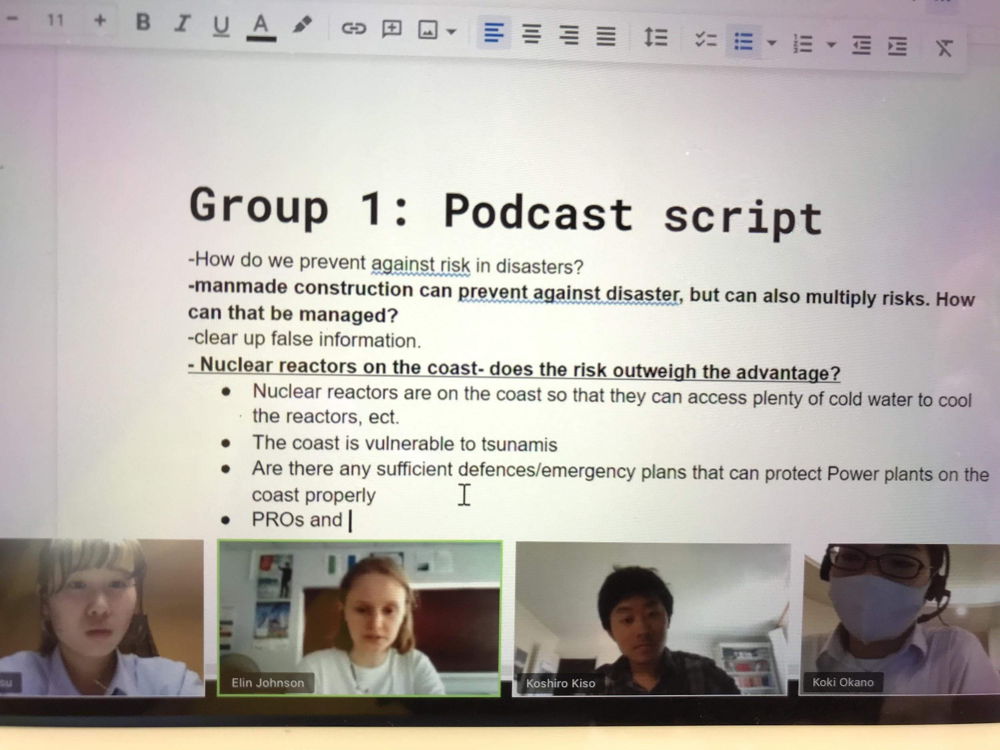 11
B I U A
Group 1: Podcast script
-How do we prevent against risk in disasters?
-manmade construction can prevent against disaster, but can also multiply risks. How
can that be managed?
-clear up false information.
- Nuclear reactors on the coast- does the risk outweigh the advantage?
● Nuclear reactors are on the coast so that they can access plenty of cold water to cool
the reactors, ect.
● The coast is vulnerable to tsunamis
● Are there any sufficient defences/emergency plans that can protect Power plants on the
coast properly
● PROs and
su
Elin Johnson
Koshiro Kiso
Koki Okano